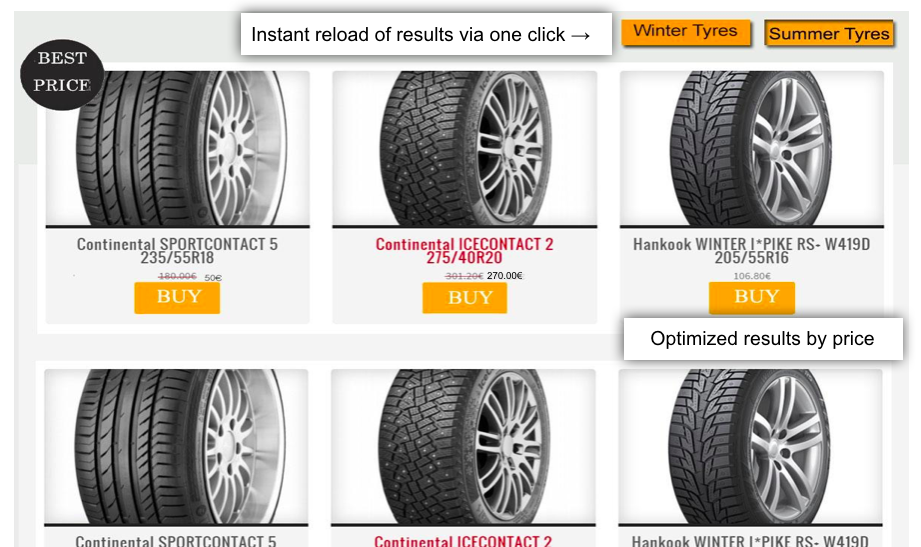 Instant reload of results via one click →
Winter Tyres
Summer Tyres
BEST
PRICE
Continental SPORTCONTACT 5
235/55R18
180.00€ 50€
BUY
Continental ICECONTACT 2
275/40R20
301.20€ 270.00€
BUY
Hankook WINTER I*PIKE RS- W419D
205/55R16
106.80€
BUY
Optimized results by price
Continental SPORTCONTACT 5
Continental ICECONTACT 2
Hankook WINTER I*PIKE RS- W419D